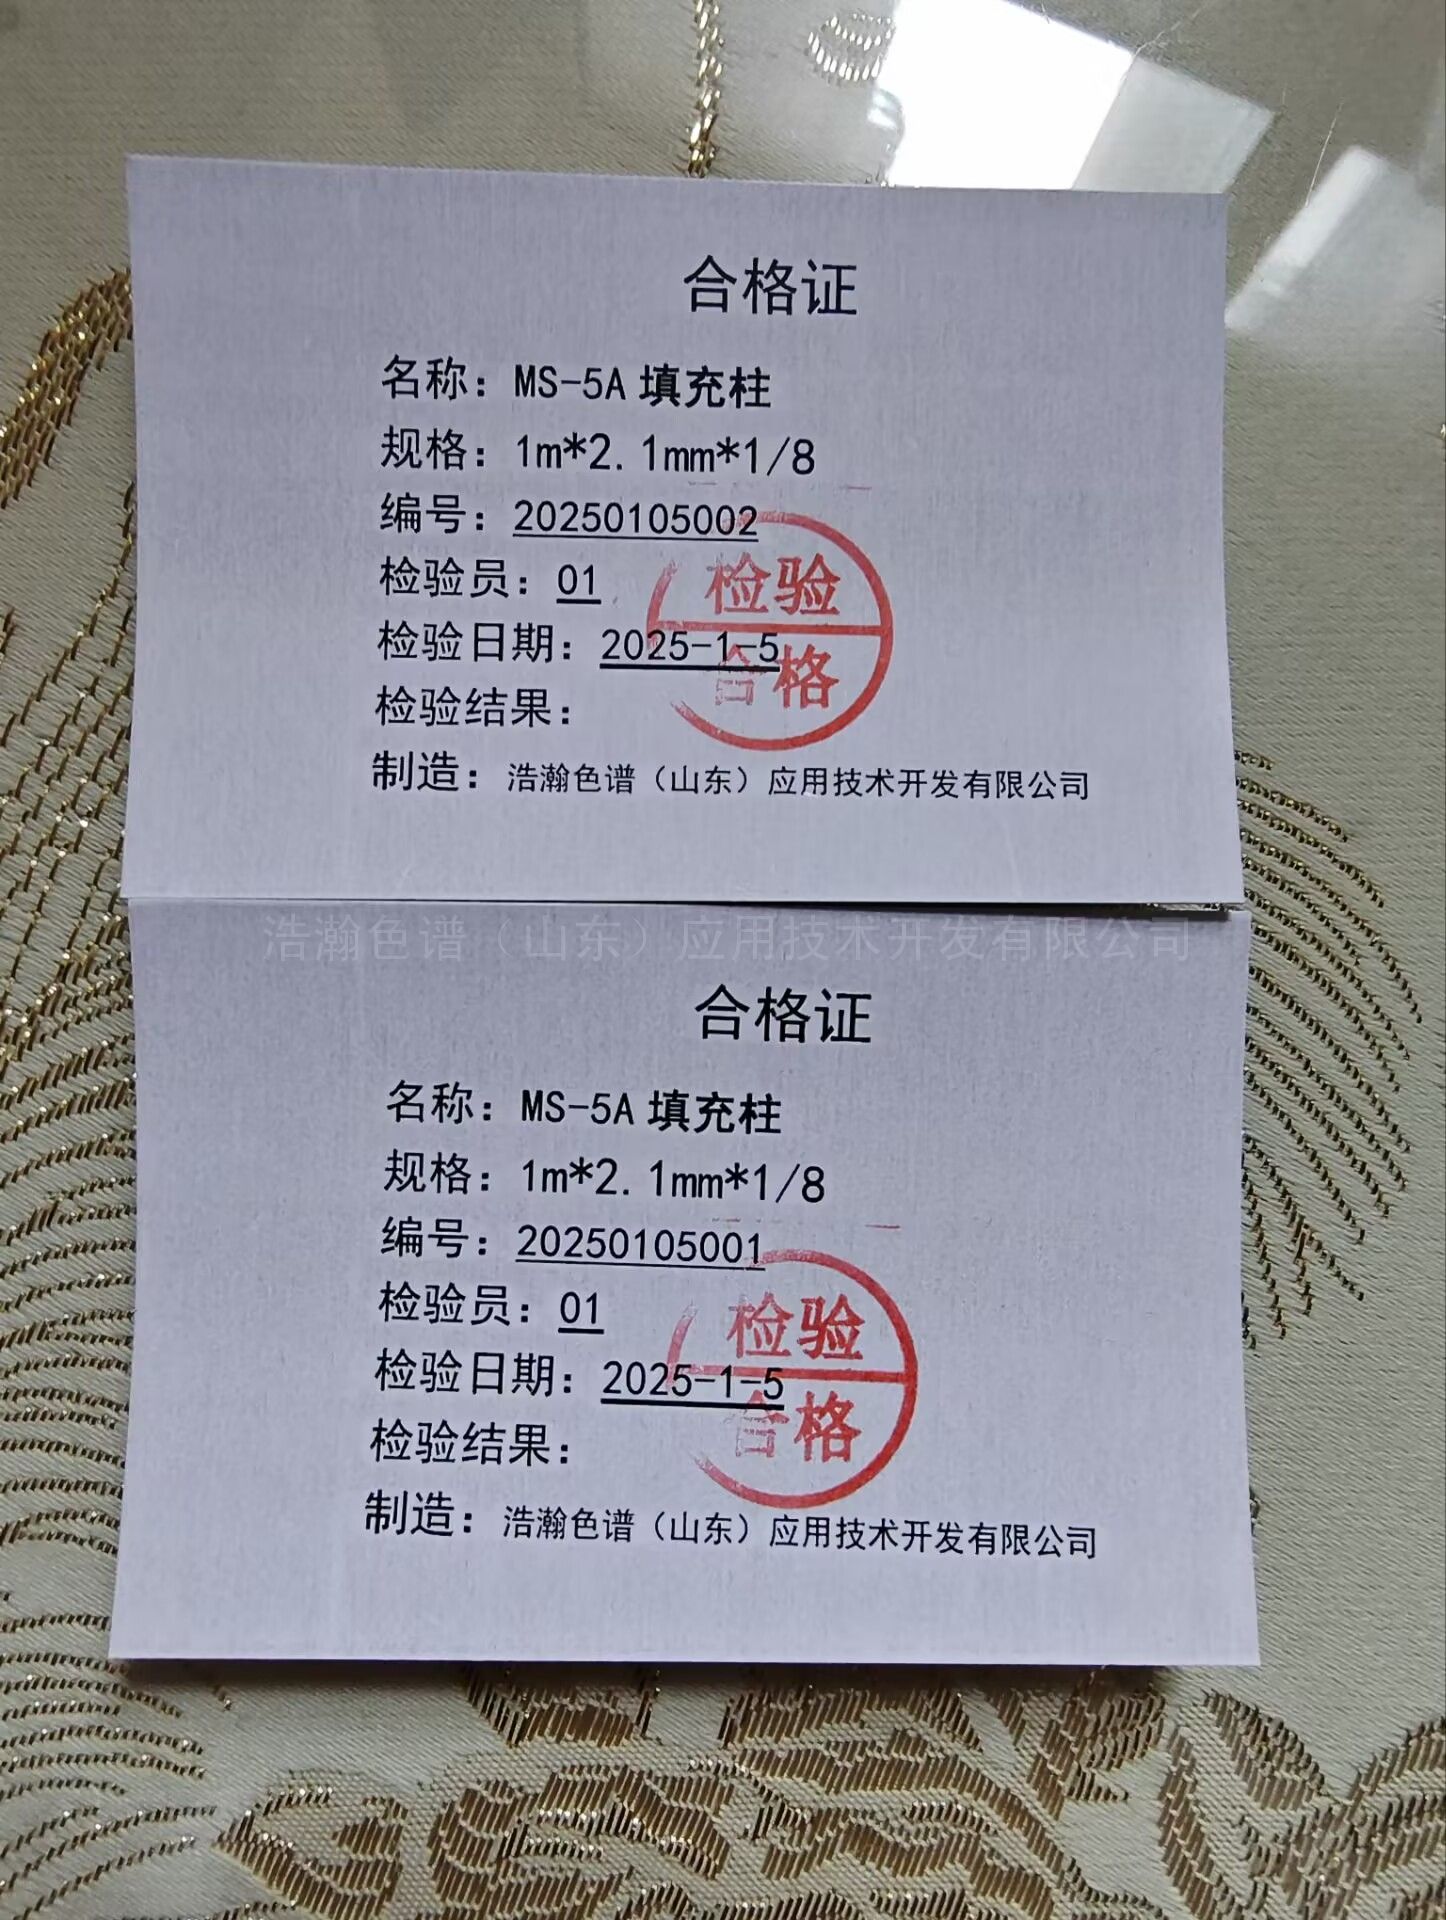 合格证
名称：MS-5A 填充柱
规格：1m*2.1mm*1/8
编号：20250105002
检验员：01
检验日期：2025-1-5
检验结果：
检验
合格
制造：浩瀚色谱（山东）应用技术开发有限公司
浩瀚色谱（山东）应用技术开发有限公司
合格证
名称：MS-5A 填充柱
规格：1m*2.1mm*1/8
编号：20250105001
检验员：01
检验日期：2025-1-5
检验结果：
检验
合格
制造：浩瀚色谱（山东）应用技术开发有限公司